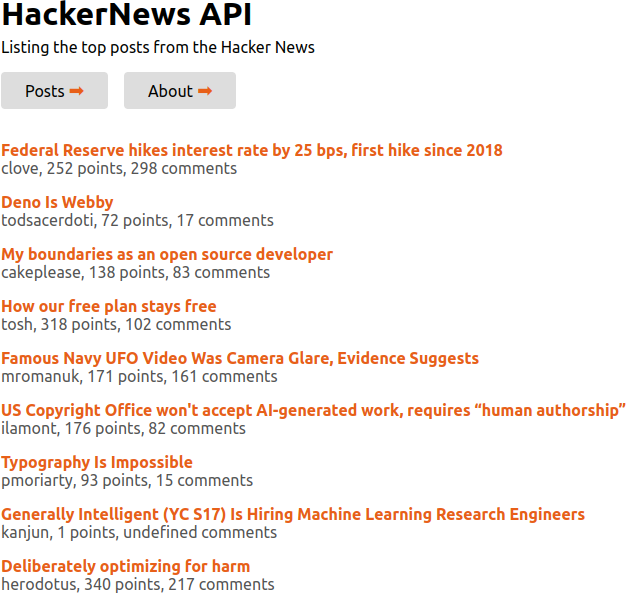 HackerNews API
Listing the top posts from the Hacker News
Posts ➡
About ➡
Federal Reserve hikes interest rate by 25 bps, first hike since 2018
clove, 252 points, 298 comments
Deno Is Webby
todsacerdoti, 72 points, 17 comments
My boundaries as an open source developer
cakeplease, 138 points, 83 comments
How our free plan stays free
tosh, 318 points, 102 comments
Famous Navy UFO Video Was Camera Glare, Evidence Suggests
mromanuk, 171 points, 161 comments
US Copyright Office won't accept AI-generated work, requires “human authorship”
ilamont, 176 points, 82 comments
Typography Is Impossible
pmoriarty, 93 points, 15 comments
Generally Intelligent (YC S17) Is Hiring Machine Learning Research Engineers
kanjun, 1 points, undefined comments
Deliberately optimizing for harm
herodotus, 340 points, 217 comments